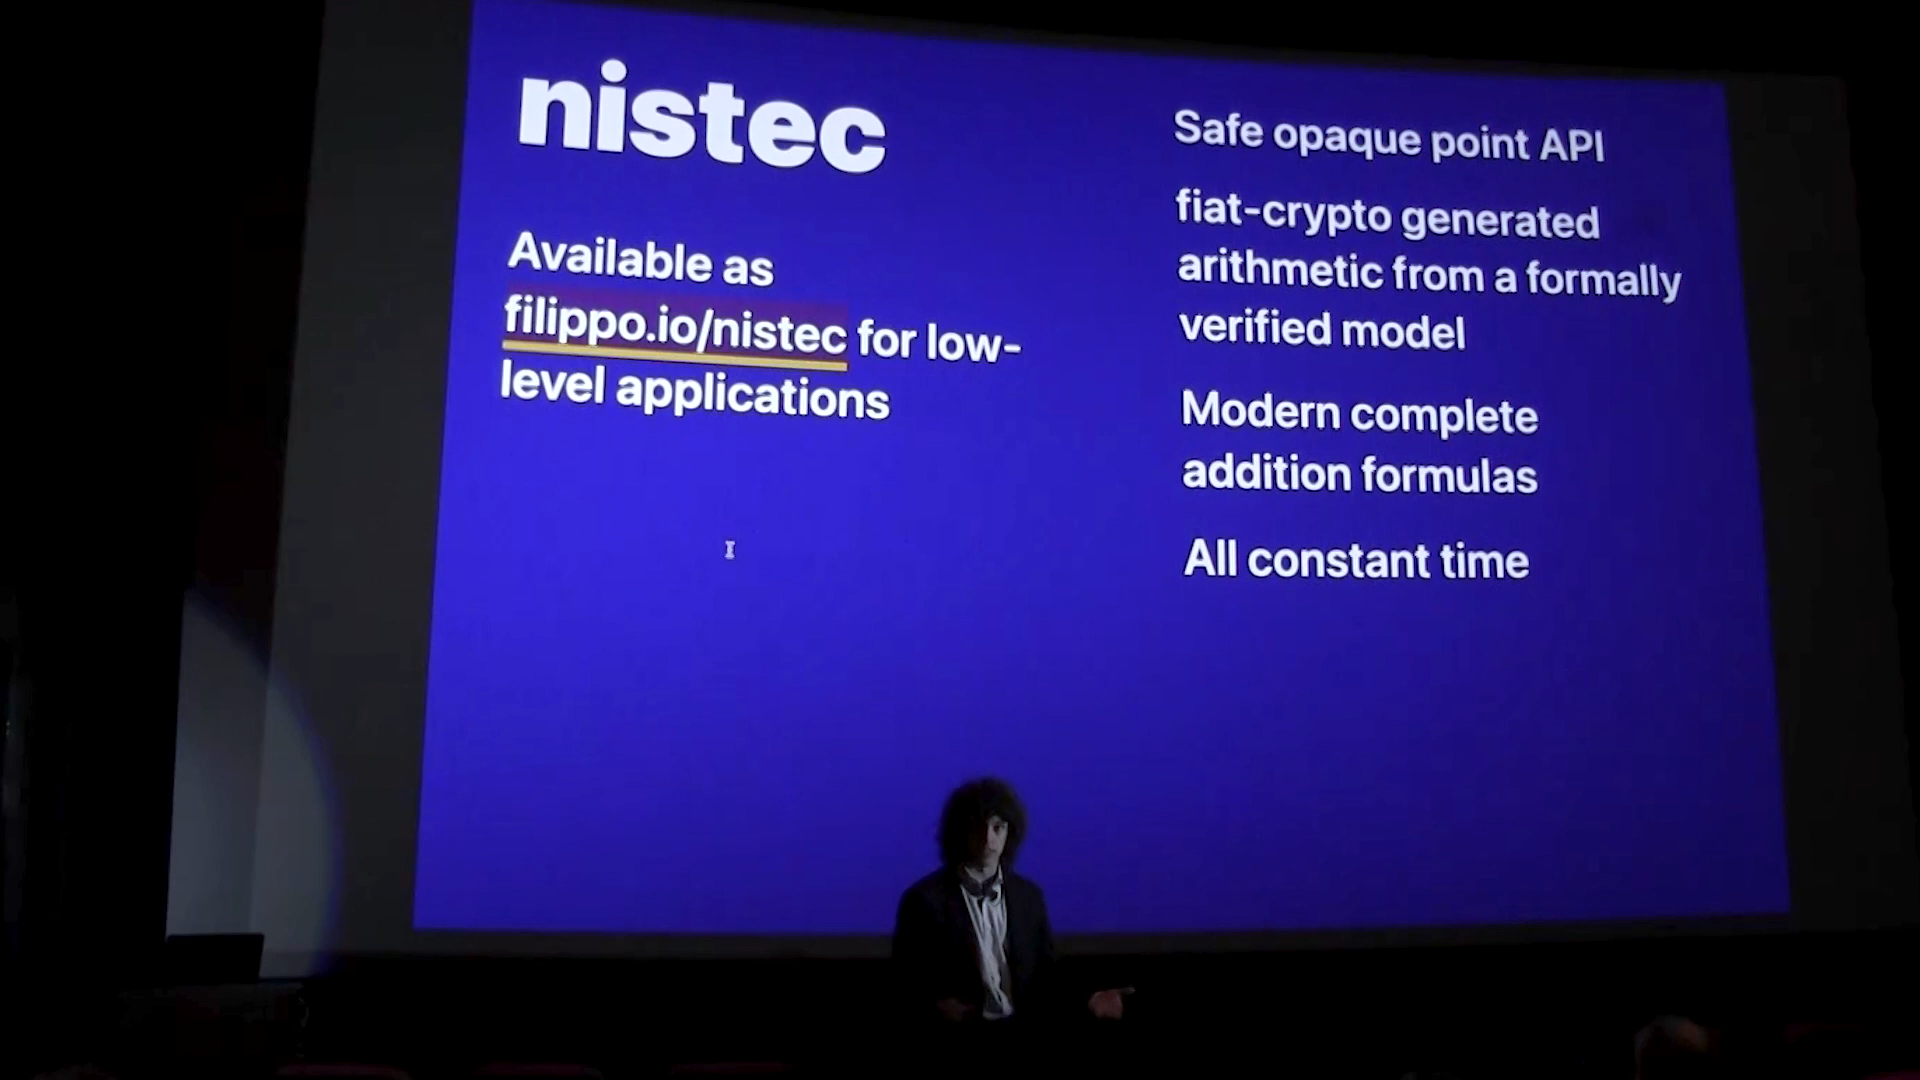 nistec
Available as
filippo.io/nistec for low-
level applications
Safe opaque point API
fiat-crypto generated
arithmetic from a formally
verified model
Modern complete
addition formulas
All constant time